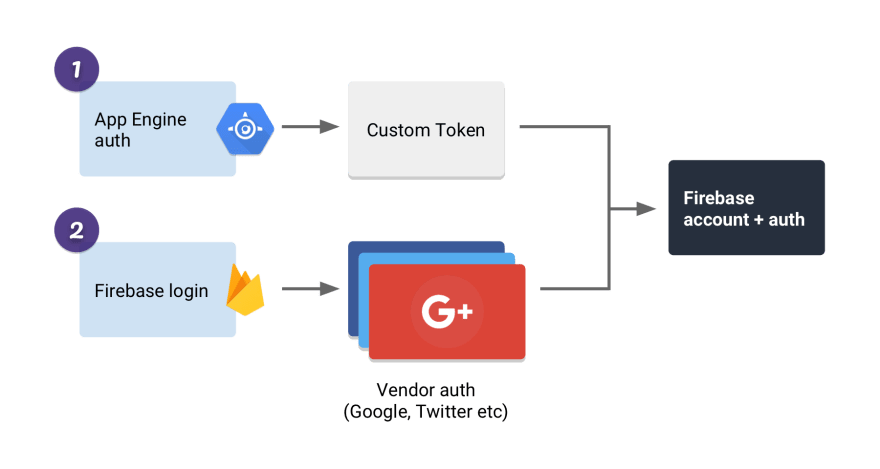 1
App Engine
auth
Custom Token
Firebase
account + auth
2
Firebase login
G+
Vendor auth
(Google, Twitter etc)